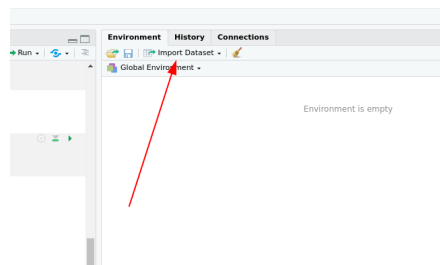 Environment History Connections
Run Import Dataset
Global Environment
Environment is empty